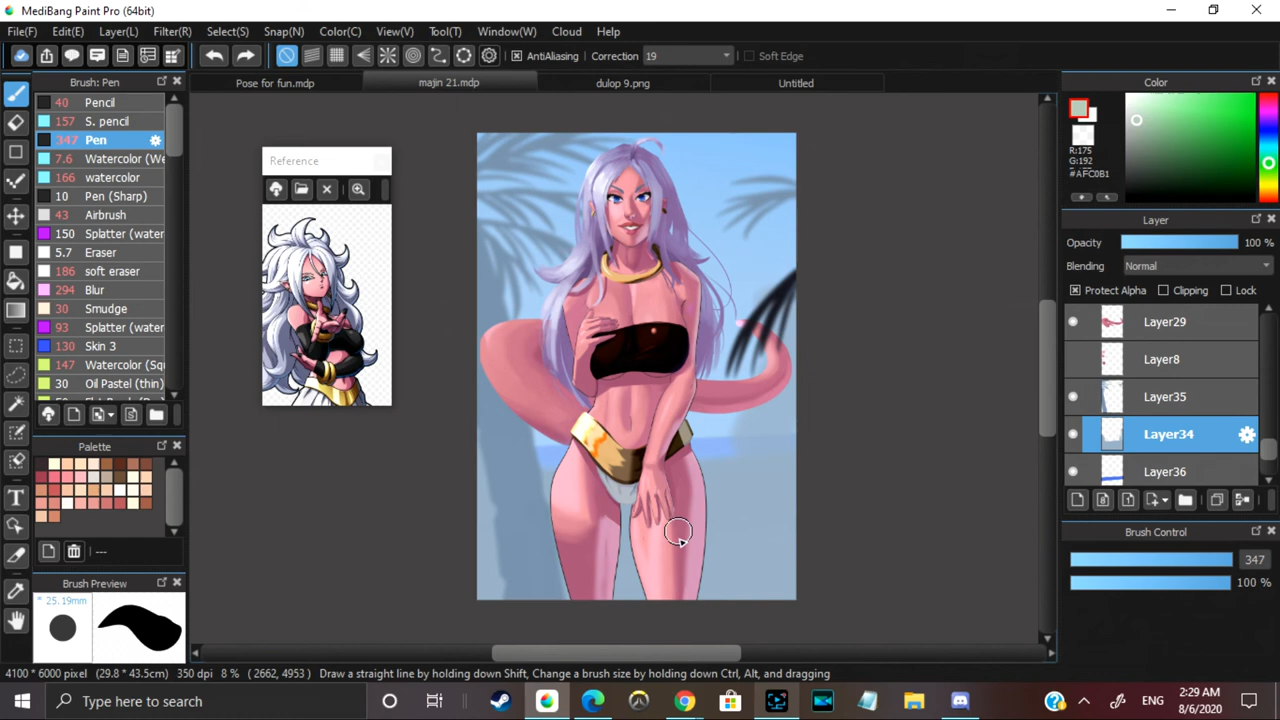 MediBang Paint Pro (64bit)
File(F) Edit(E) Layer(L) Filter(R) Select(S) Snap(N) Color(C) View(V) Tool(T) Window(W) Cloud Help
AntiAliasing Correction 19 Soft Edge
Brush: Pen
Pose for fun.mdp majin 21.mdp dulop 9.png Untitled
Color
40 Pencil
157 S. pencil
347 Pen
7.6 Watercolor (We
166 watercolor
10 Pen (Sharp)
43 Airbrush
150 Splatter (water
5.7 Eraser
186 soft eraser
294 Blur
30 Smudge
93 Splatter (water
130 Skin 3
147 Watercolor (Sq
30 Oil Pastel (thin)
Reference
R:175
G:192
B:177
#AFC0B1
Layer
Opacity 100 %
Blending Normal
Protect Alpha Clipping Lock
Layer29
Layer8
Layer35
Layer34
Layer36
Palette
---
Brush Control
347
100 %
Brush Preview
* 25.19mm
4100 * 6000 pixel (29.8 * 43.5cm) 350 dpi 8 % ( 2662, 4953 ) Draw a straight line by holding down Shift, Change a brush size by holding down Ctrl, Alt, and dragging
Type here to search
ENG
2:29 AM
8/6/2020